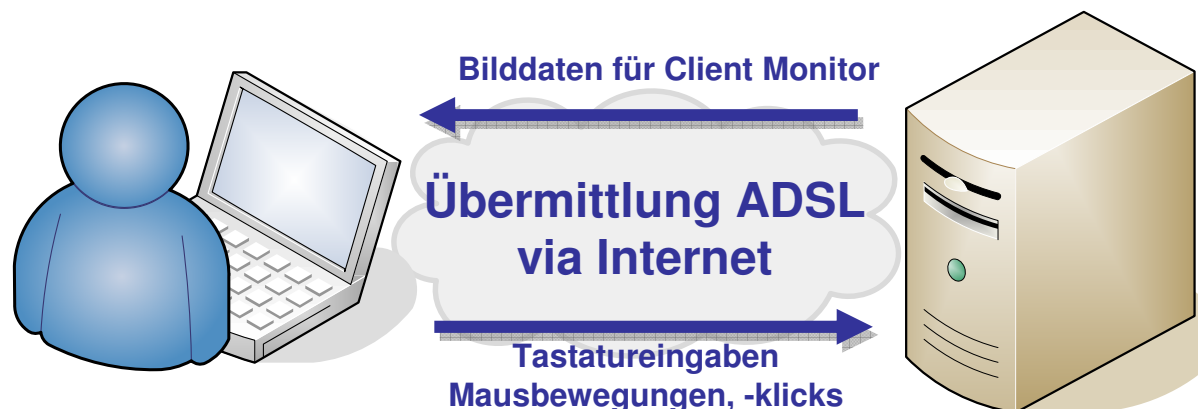 Bilddaten für Client Monitor
Übermittlung ADSL
via Internet
Tastatureingaben
Mausbewegungen, -klicks